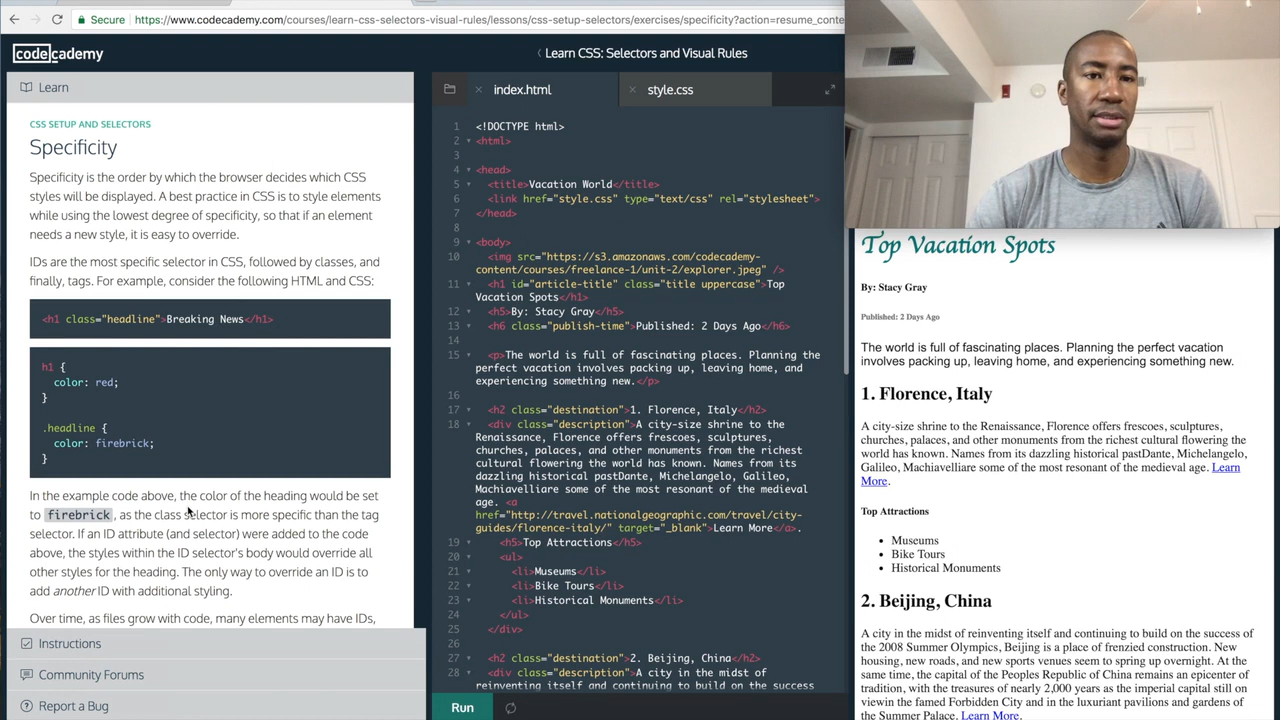 Secure
https://www.codecademy.com/courses/learn-css-selectors-visual-rules/lessons/css-setup-selectors/exercises/specificity?action=resume_conte
codecademy
Learn CSS: Selectors and Visual Rules
Learn
CSS SETUP AND SELECTORS
Specificity
Specificity is the order by which the browser decides which CSS
styles will be displayed. A best practice in CSS is to style elements
while using the lowest degree of specificity, so that if an element
needs a new style, it is easy to override.
IDs are the most specific selector in CSS, followed by classes, and
finally, tags. For example, consider the following HTML and CSS:
<h1 class="headline">Breaking News</h1>
h1 {
color: red;
}
.headline {
color: firebrick;
}
In the example code above, the color of the heading would be set
to firebrick, as the class selector is more specific than the tag
selector. If an ID attribute (and selector) were added to the code
above, the styles within the ID selector's body would override all
other styles for the heading. The only way to override an ID is to
add another ID with additional styling.
Over time, as files grow with code, many elements may have IDs,
Instructions
Community Forums
Report a Bug
index.html
style.css
1 <!DOCTYPE html>
2 <html>
3
4 <head>
5 <title>Vacation World</title>
6 <link href="style.css" type="text/css" rel="stylesheet">
7 </head>
8
9 <body>
10 <img src="https://s3.amazonaws.com/codecademy-
content/courses/freelance-1/unit-2/explorer.jpeg" />
11 <h1 id="article-title" class="title uppercase">Top
Vacation Spots</h1>
12 <h5>By: Stacy Gray</h5>
13 <h6 class="publish-time">Published: 2 Days Ago</h6>
14
15 <p>The world is full of fascinating places. Planning the
perfect vacation involves packing up, leaving home, and
experiencing something new.</p>
16
17 <h2 class="destination">1. Florence, Italy</h2>
18 <div class="description">A city-size shrine to the
Renaissance, Florence offers frescoes, sculptures,
churches, palaces, and other monuments from the
richest cultural flowering the world has known. Names
from its dazzling historical pastDante, Michelangelo,
Galileo, Machiavelliare some of the most resonant of the medieval
age. <a
href="http://travel.nationalgeographic.com/travel/city-
guides/florence-italy/" target="_blank">Learn More</a>.
19 <h5>Top Attractions</h5>
20 <ul>
21 <li>Museums</li>
22 <li>Bike Tours</li>
23 <li>Historical Monuments</li>
24 </ul>
25 </div>
26
27 <h2 class="destination">2. Beijing, China</h2>
28 <div class="description">A city in the midst of
reinventing itself and continuing to build on the success
Run
Top Vacation Spots
By: Stacy Gray
Published: 2 Days Ago
The world is full of fascinating places. Planning the perfect vacation
involves packing up, leaving home, and experiencing something new.
1. Florence, Italy
A city-size shrine to the Renaissance, Florence offers frescoes, sculptures,
churches, palaces, and other monuments from the richest cultural flowering the
world has known. Names from its dazzling historical pastDante, Michelangelo,
Galileo, Machiavelliare some of the most resonant of the medieval age. Learn
More.
Top Attractions
Museums
Bike Tours
Historical Monuments
2. Beijing, China
A city in the midst of reinventing itself and continuing to build on the success of
the 2008 Summer Olympics, Beijing is a place of frenzied construction. New
housing, new roads, and new sports venues seem to spring up overnight. At the
same time, the capital of the Peoples Republic of China remains an epicenter of
tradition, with the treasures of nearly 2,000 years as the imperial capital still on
viewin the famed Forbidden City and in the luxuriant pavilions and gardens of
the Summer Palace. Learn More.